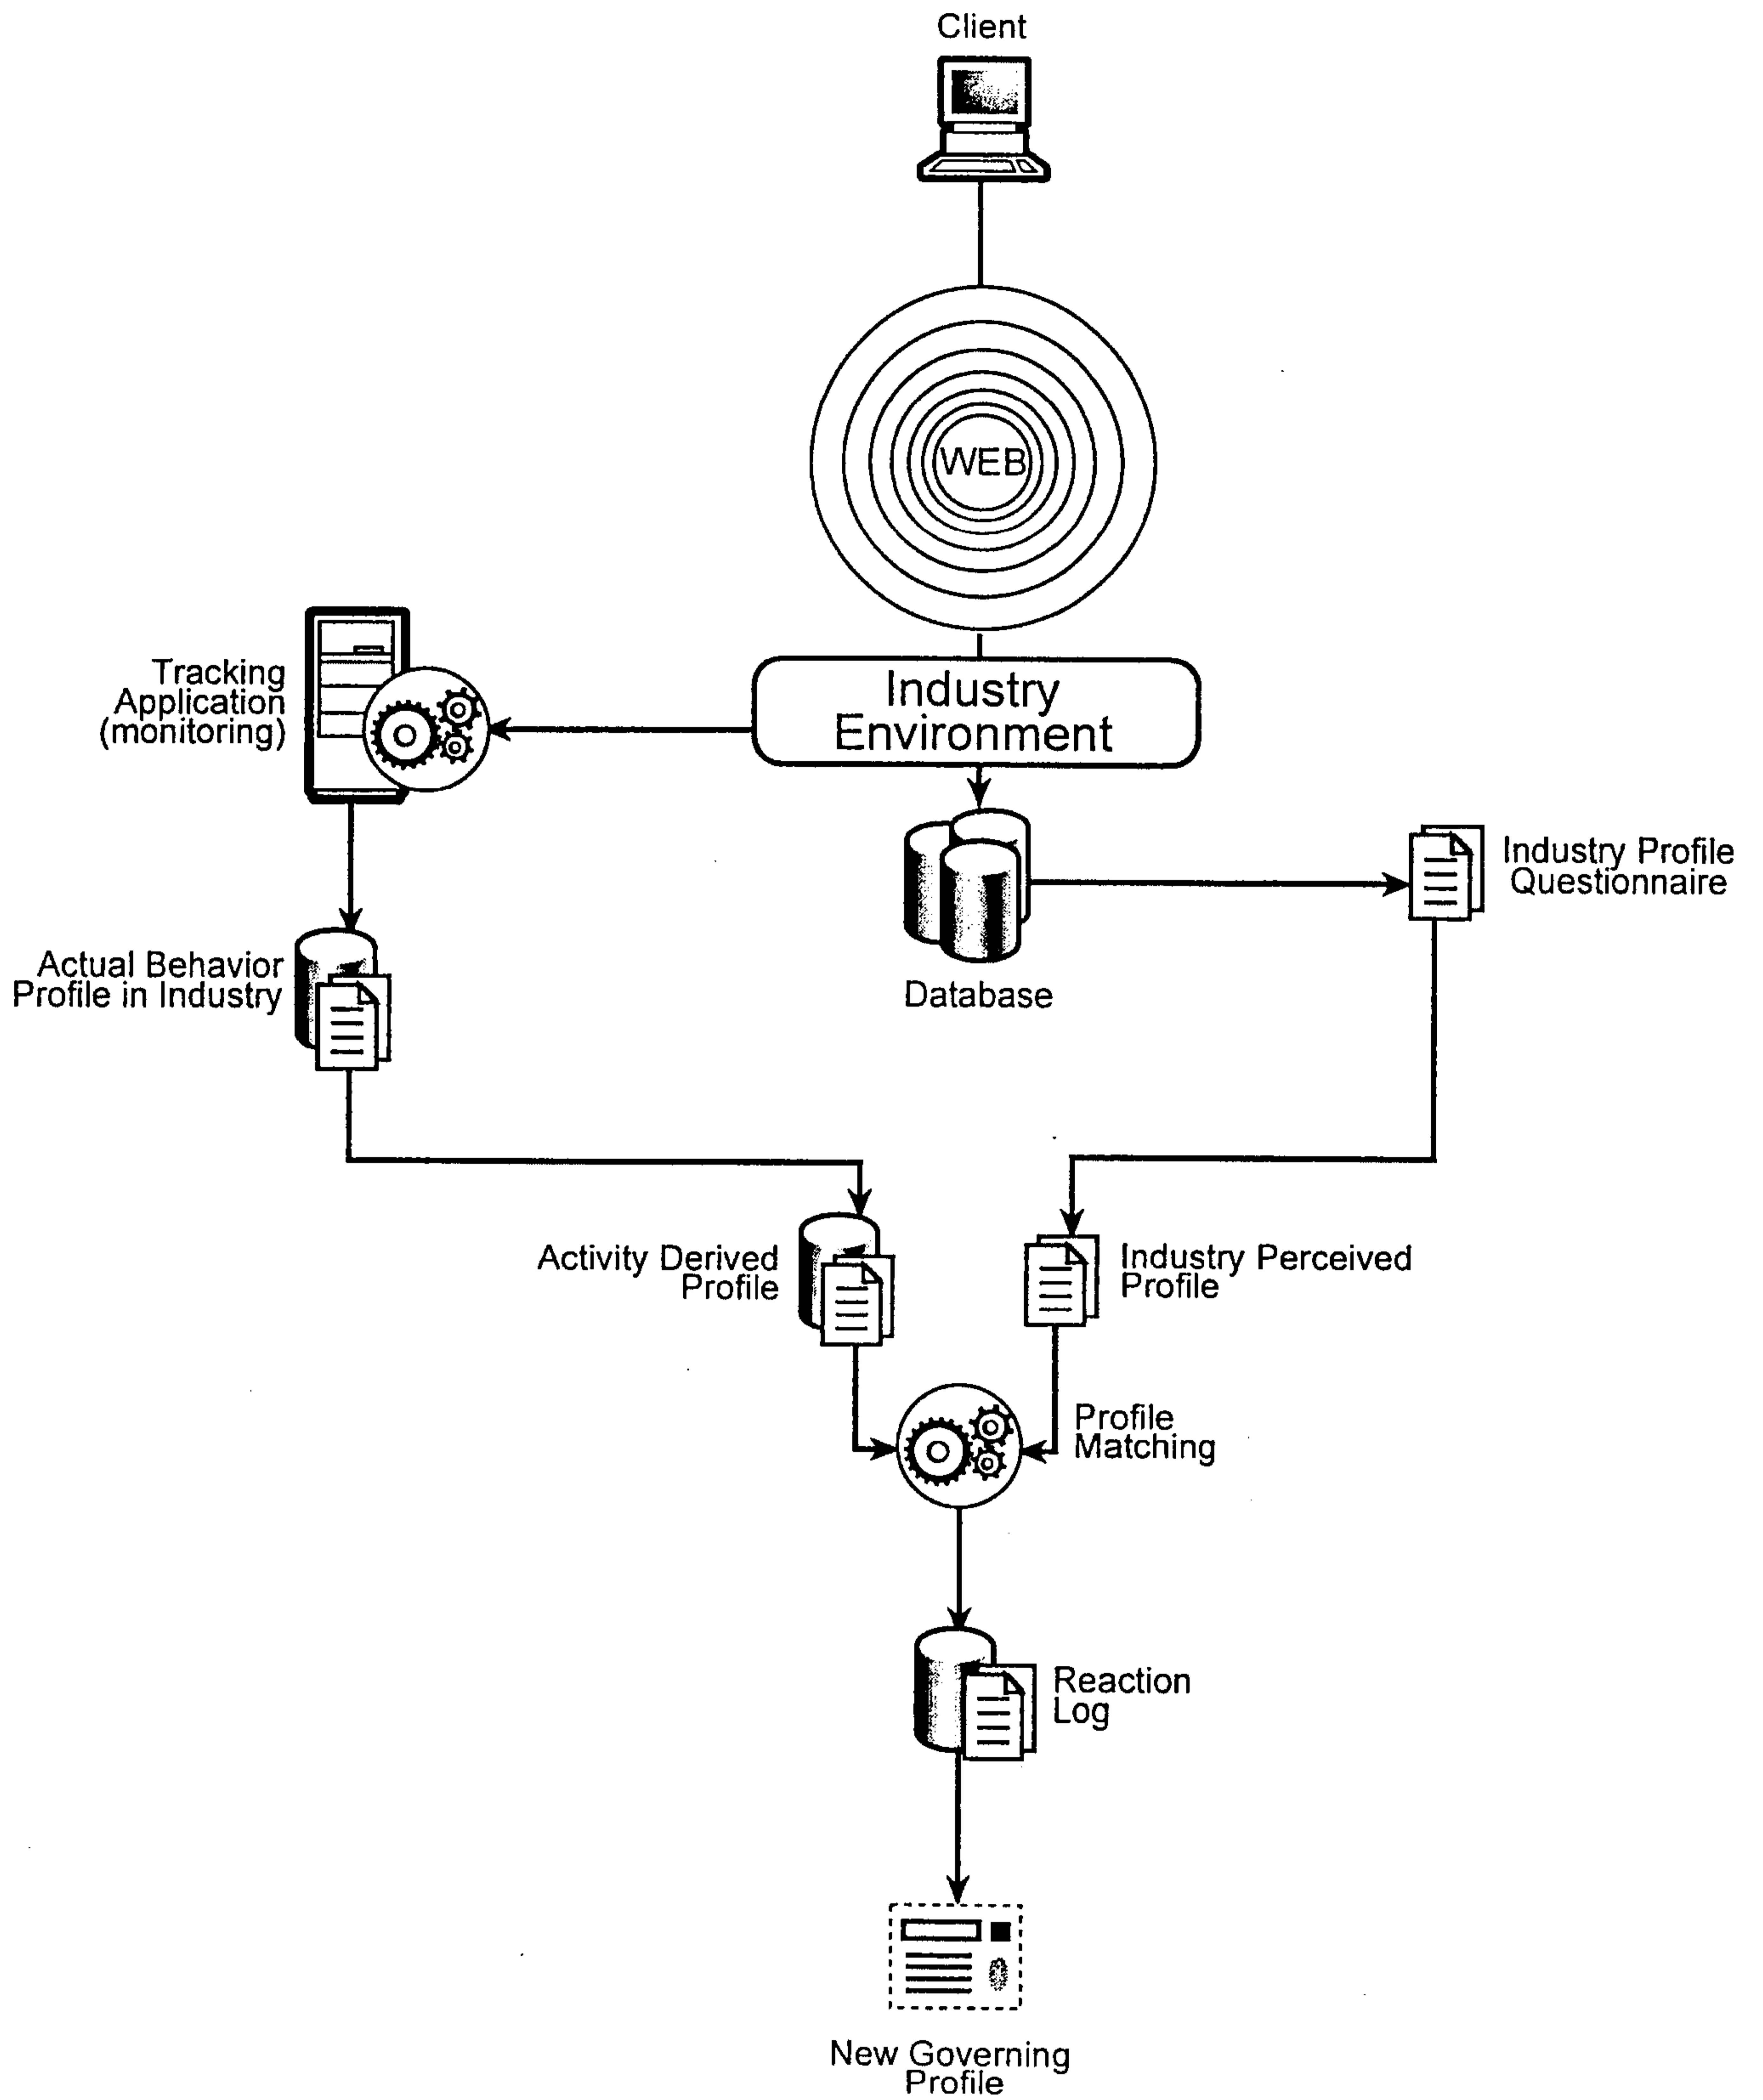 Client
WEB
Industry
Environment
Tracking
Application
(monitoring)
Industry Profile
Questionnaire
Actual Behavior
Profile in Industry
Database
Activity Derived
Profile
Industry Perceived
Profile
Profile
Matching
Reaction
Log
New Governing
Profile